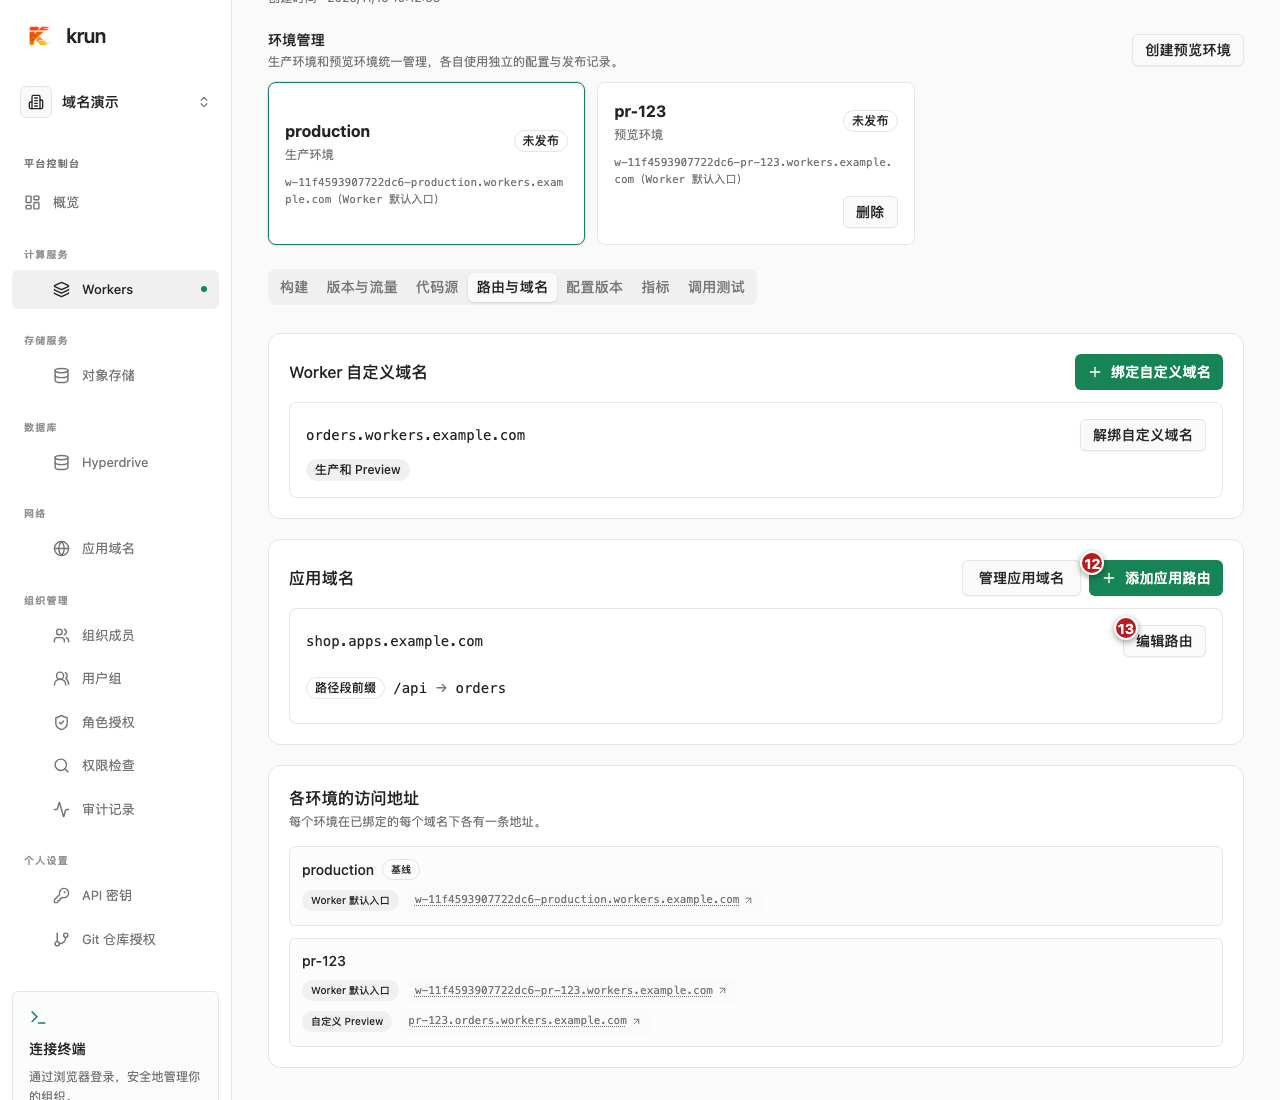 krun
域名演示
平台控制台
概览
计算服务
Workers
存储服务
对象存储
数据库
Hyperdrive
网络
应用域名
组织管理
组织成员
用户组
角色授权
权限检查
审计记录
个人设置
API 密钥
Git 仓库授权
连接终端
通过浏览器登录，安全地管理你
的组织。
环境管理
生产环境和预览环境统一管理，各自使用独立的配置与发布记录。
创建预览环境
production
生产环境
未发布
w-11f4593907722dc6-production.workers.exam
ple.com (Worker 默认入口)
pr-123
预览环境
未发布
w-11f4593907722dc6-pr-123.workers.example.
com (Worker 默认入口)
删除
构建 版本与流量 代码源 路由与域名 配置版本 指标 调用测试
Worker 自定义域名
+ 绑定自定义域名
orders.workers.example.com
解绑自定义域名
生产和 Preview
应用域名
管理应用域名
12
+ 添加应用路由
shop.apps.example.com
13
编辑路由
路径段前缀 /api → orders
各环境的访问地址
每个环境在已绑定的每个域名下各有一条地址。
production 基线
Worker 默认入口 w-11f4593907722dc6-production.workers.example.com ↗
pr-123
Worker 默认入口 w-11f4593907722dc6-pr-123.workers.example.com ↗
自定义 Preview pr-123.orders.workers.example.com ↗